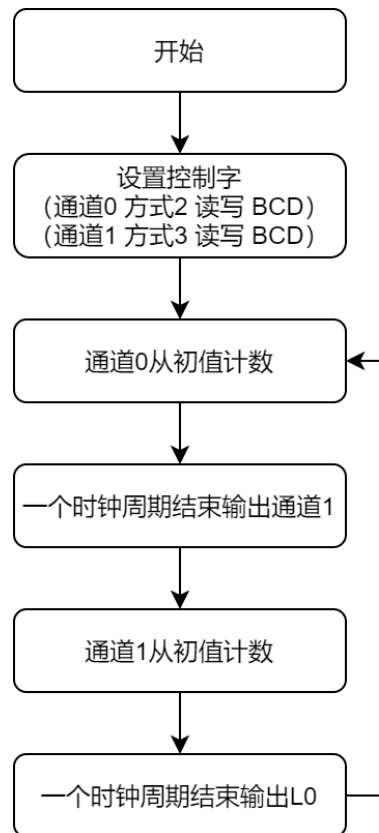 开始
设置控制字
（通道0 方式2 读写 BCD）
（通道1 方式3 读写 BCD）
通道0从初值计数
一个时钟周期结束输出通道1
通道1从初值计数
一个时钟周期结束输出L0